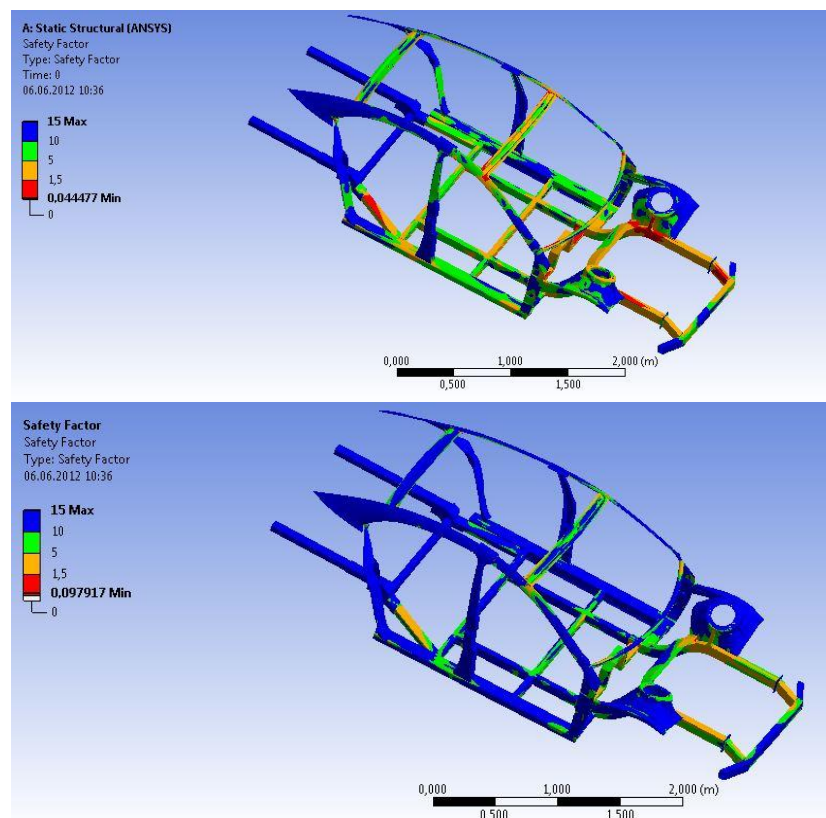 A: Static Structural (ANSYS)
Safety Factor
Type: Safety Factor
Time: 0
06.06.2012 10:36
15 Max
10
5
1,5
0,044477 Min
0
0,000 1,000 2,000 (m)
0,500 1,500
Safety Factor
Safety Factor
Type: Safety Factor
06.06.2012 10:36
15 Max
10
5
1,5
0,097917 Min
0
0,000 1,000 2,000 (m)
0,500 1,500